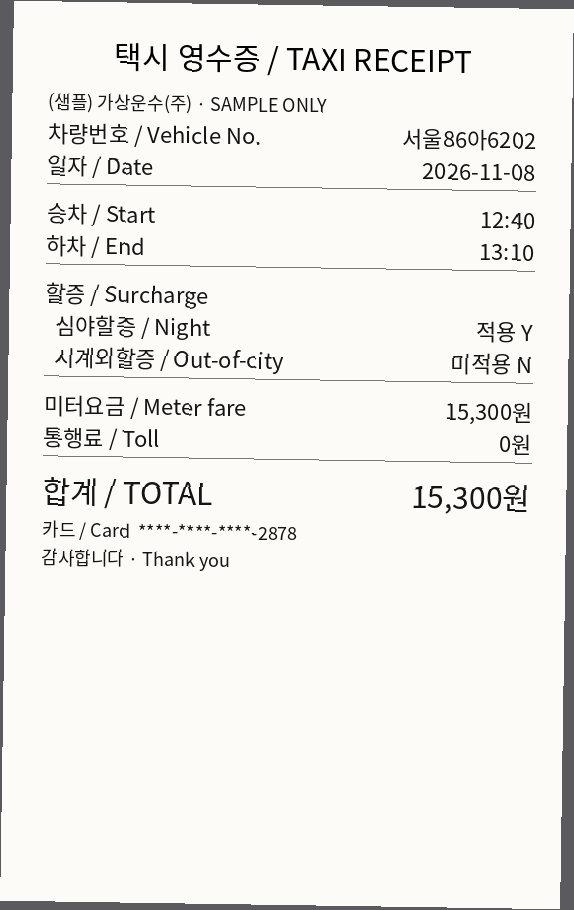 택시 영수증 / TAXI RECEIPT
(샘플) 가상운수(주) · SAMPLE ONLY
차량번호 / Vehicle No. 서울86아6202
일자 / Date 2026-11-08
승차 / Start 12:40
하차 / End 13:10
할증 / Surcharge
심야할증 / Night 적용 Y
시계외할증 / Out-of-city 미적용 N
미터요금 / Meter fare 15,300원
통행료 / Toll 0원
합계 / TOTAL 15,300원
카드 / Card ****-****-****-2878
감사합니다 · Thank you